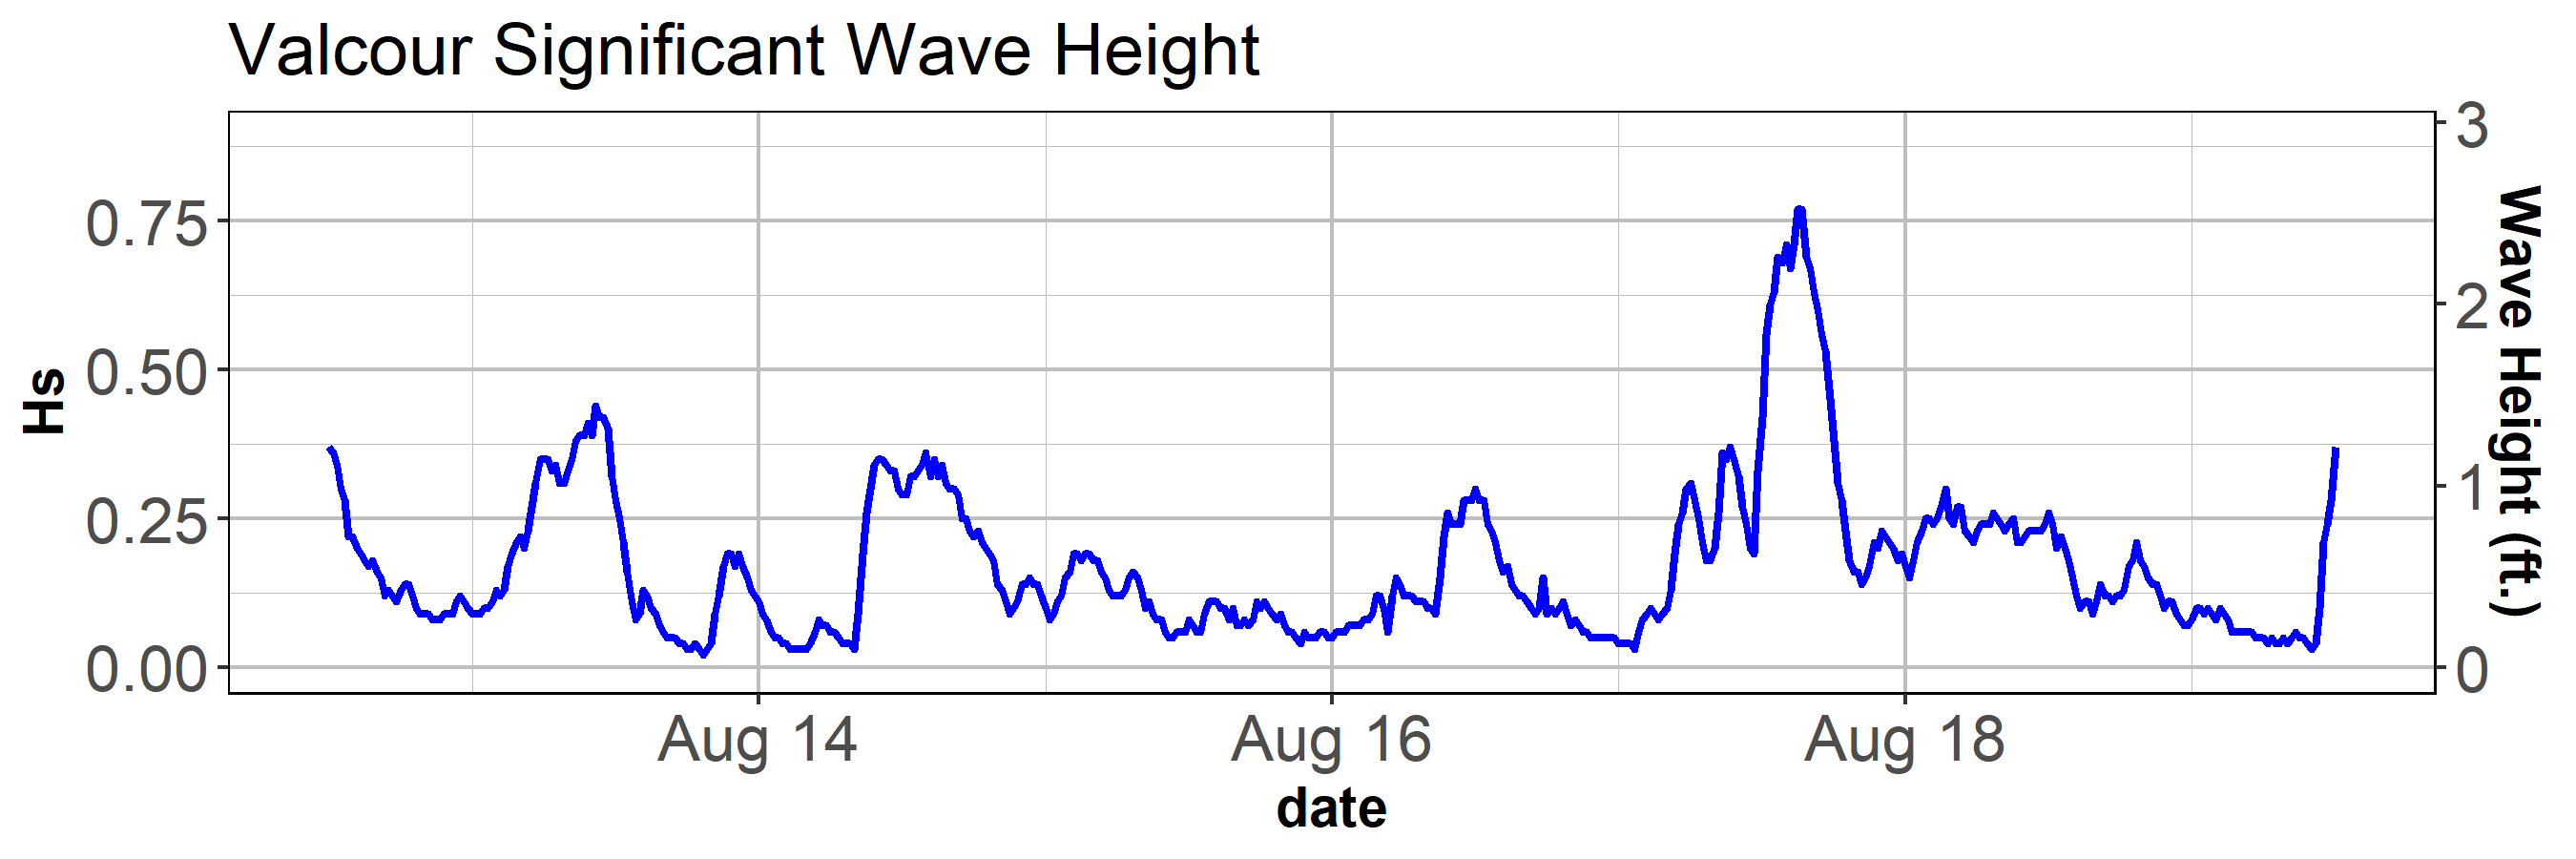 Valcour Significant Wave Height
Hs
0.75
0.50
0.25
0.00
3
2
1
0
Wave Height (ft.)
Aug 14
Aug 16
Aug 18
date